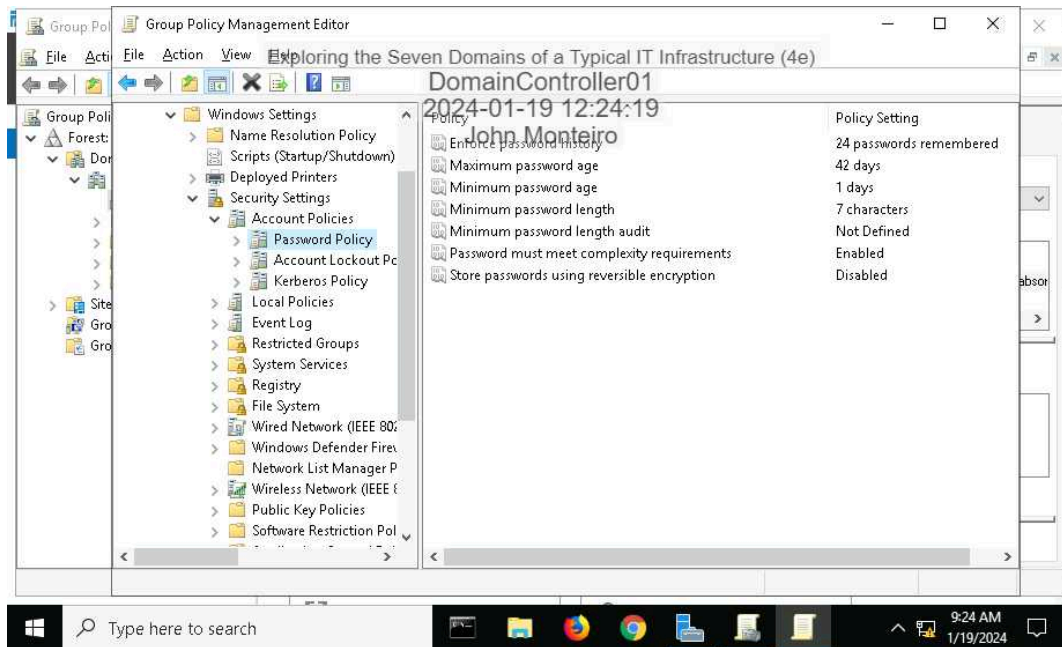 Group Pol
Group Policy Management Editor
File Acti
File Action View Help
Exploring the Seven Domains of a Typical IT Infrastructure (4e)
DomainController01
2024-01-19 12:24:19
John Monteiro
Group Poli
Forest:
Dor
Site
Gro
Gro
Windows Settings
Name Resolution Policy
Scripts (Startup/Shutdown)
Deployed Printers
Security Settings
Account Policies
Password Policy
Account Lockout Pc
Kerberos Policy
Local Policies
Event Log
Restricted Groups
System Services
Registry
File System
Wired Network (IEEE 802
Windows Defender Firew
Network List Manager P
Wireless Network (IEEE 8
Public Key Policies
Software Restriction Pol
Policy Policy Setting
Enforce password history 24 passwords remembered
Maximum password age 42 days
Minimum password age 1 days
Minimum password length 7 characters
Minimum password length audit Not Defined
Password must meet complexity requirements Enabled
Store passwords using reversible encryption Disabled
absor
Type here to search
9:24 AM
1/19/2024